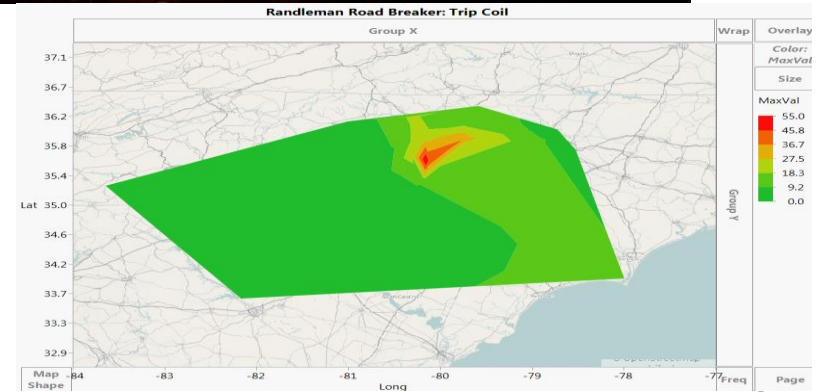 Randleman Road Breaker: Trip Coil
Group X
Wrap
Overlay
Color:
MaxVal
Size
MaxVal
55.0
45.8
36.7
27.5
18.3
9.2
0.0
37.1
36.7
36.2
35.8
35.4
Lat 35.0
34.6
34.2
33.7
33.3
32.9
Group Y
Map
Shape
-84 -83 -82 -81 -80 -79 -78 -77
Long
Freq
Page